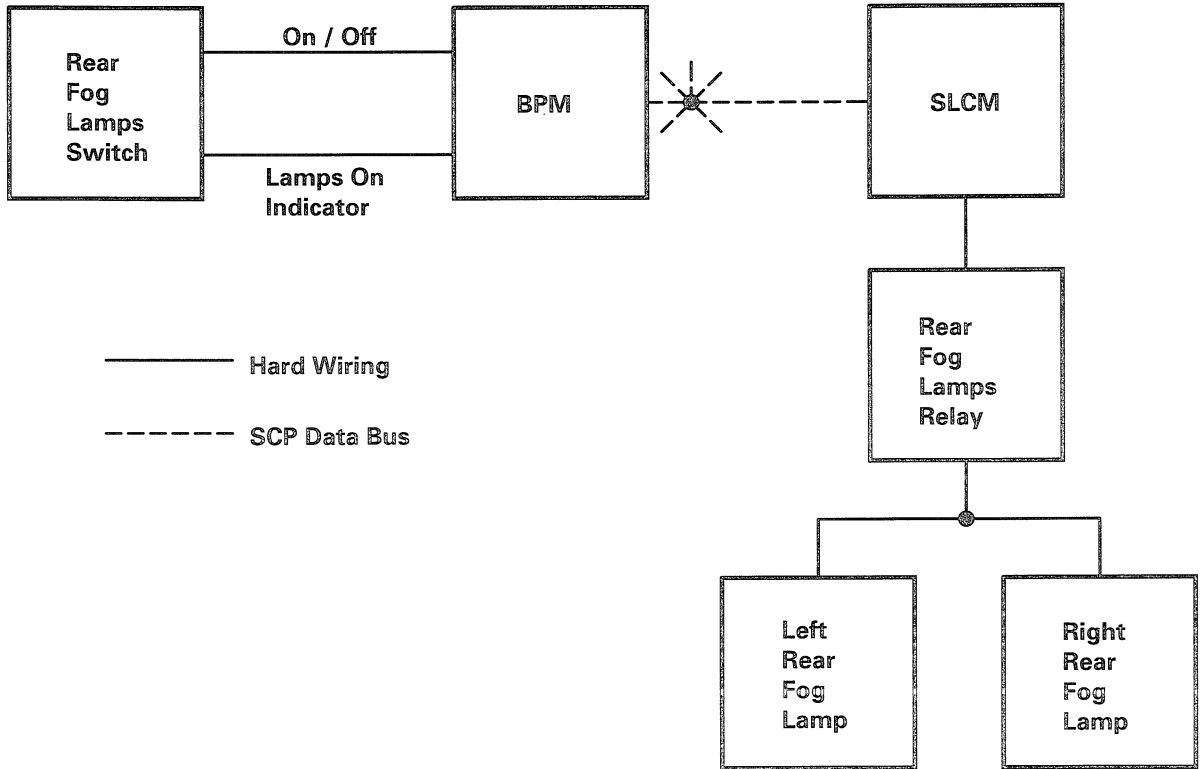 Rear
Fog
Lamps
Switch
On / Off
Lamps On
Indicator
BPM
SLCM
Rear
Fog
Lamps
Relay
Hard Wiring
SCP Data Bus
Left
Rear
Fog
Lamp
Right
Rear
Fog
Lamp